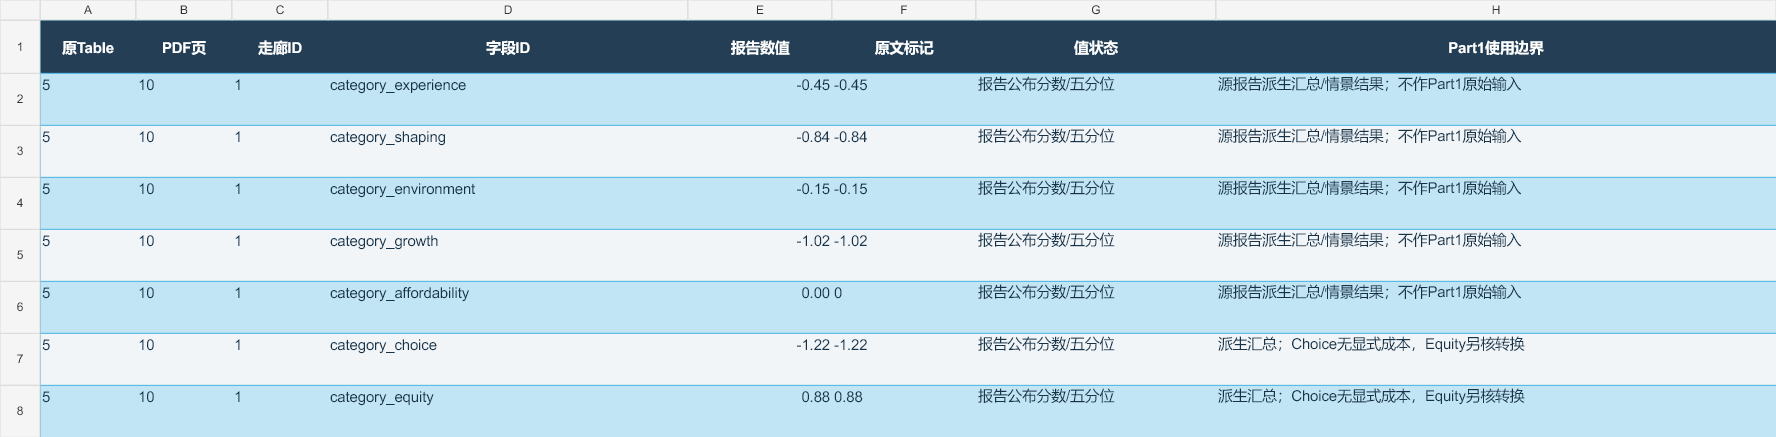 A B C D E F G H
1 原Table PDF页 走廊ID 字段ID 报告数值 原文标记 值状态 Part1使用边界
2 5 10 1 category_experience -0.45 -0.45 报告公布分数/五分位 源报告派生汇总/情景结果；不作Part1原始输入
3 5 10 1 category_shaping -0.84 -0.84 报告公布分数/五分位 源报告派生汇总/情景结果；不作Part1原始输入
4 5 10 1 category_environment -0.15 -0.15 报告公布分数/五分位 源报告派生汇总/情景结果；不作Part1原始输入
5 5 10 1 category_growth -1.02 -1.02 报告公布分数/五分位 源报告派生汇总/情景结果；不作Part1原始输入
6 5 10 1 category_affordability 0.00 0 报告公布分数/五分位 源报告派生汇总/情景结果；不作Part1原始输入
7 5 10 1 category_choice -1.22 -1.22 报告公布分数/五分位 派生汇总；Choice无显式成本，Equity另核转换
8 5 10 1 category_equity 0.88 0.88 报告公布分数/五分位 派生汇总；Choice无显式成本，Equity另核转换